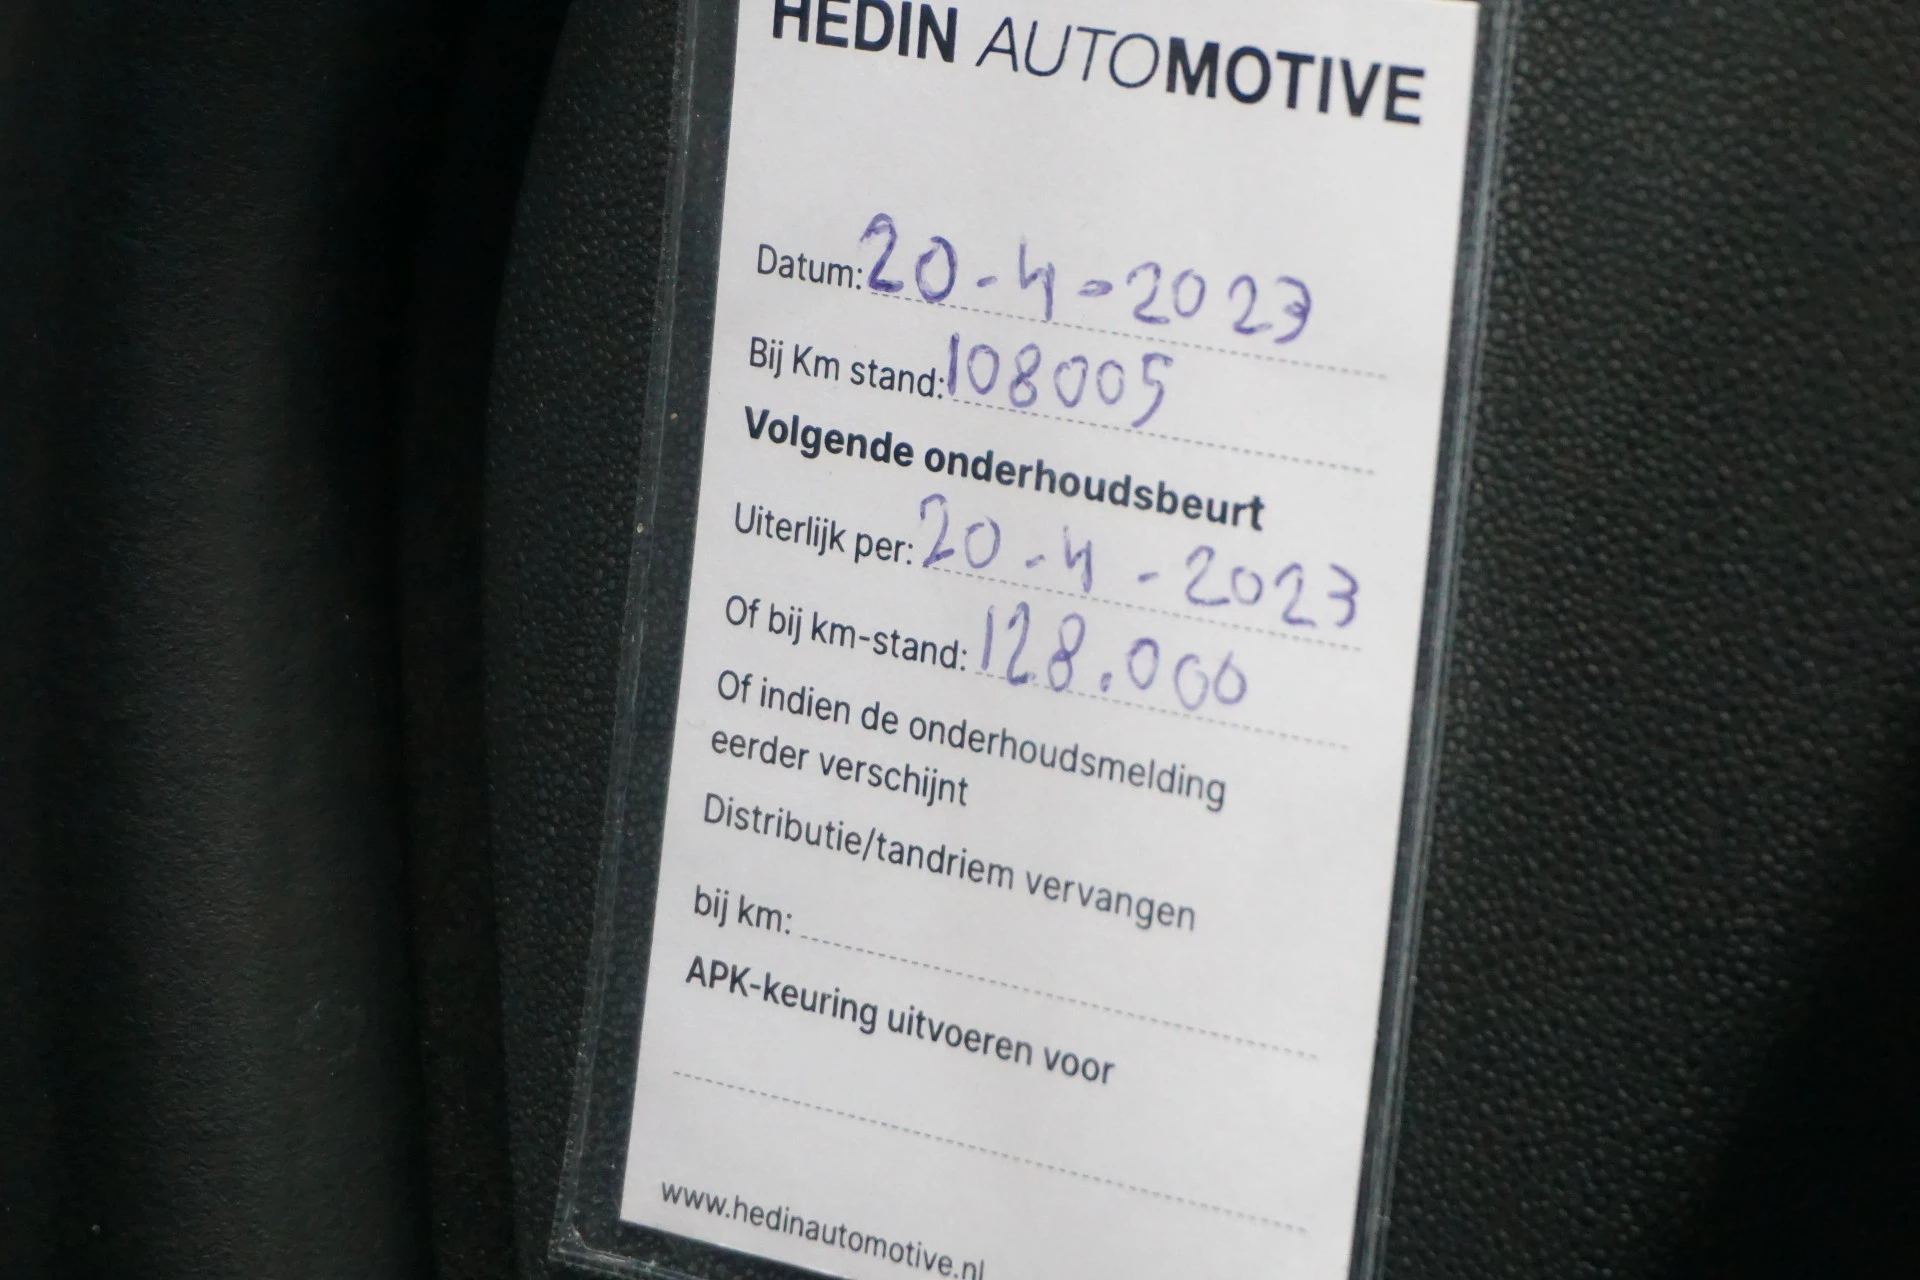 HEDIN AUTOMOTIVE
Datum: 20-4-2023
Bij Km stand: 108005
Volgende onderhoudsbeurt
Uiterlijk per: 20-4-2023
Of bij km-stand: 128.000
Of indien de onderhoudsmelding
eerder verschijnt
Distributie/tandriem vervangen
bij km:
APK-keuring uitvoeren voor
www.hedinautomotive.nl